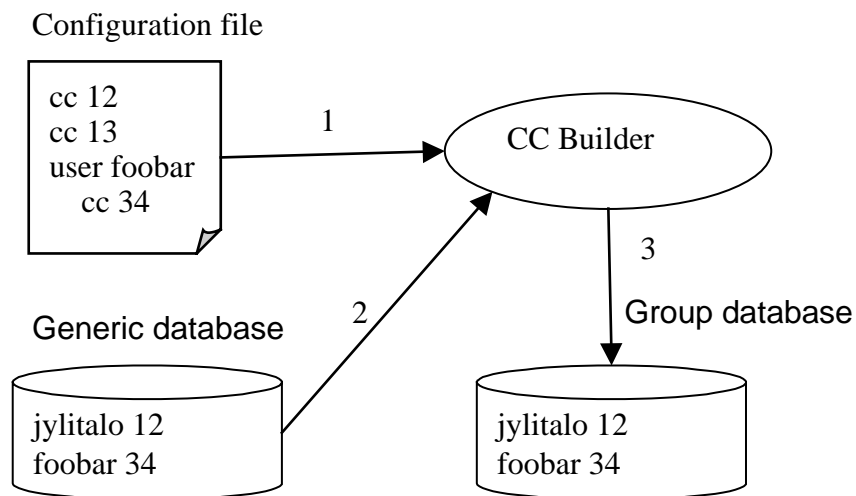 Configuration file
cc 12
cc 13
user foobar
cc 34
1
CC Builder
2
3
Generic database
Group database
jylitalo 12
foobar 34
jylitalo 12
foobar 34